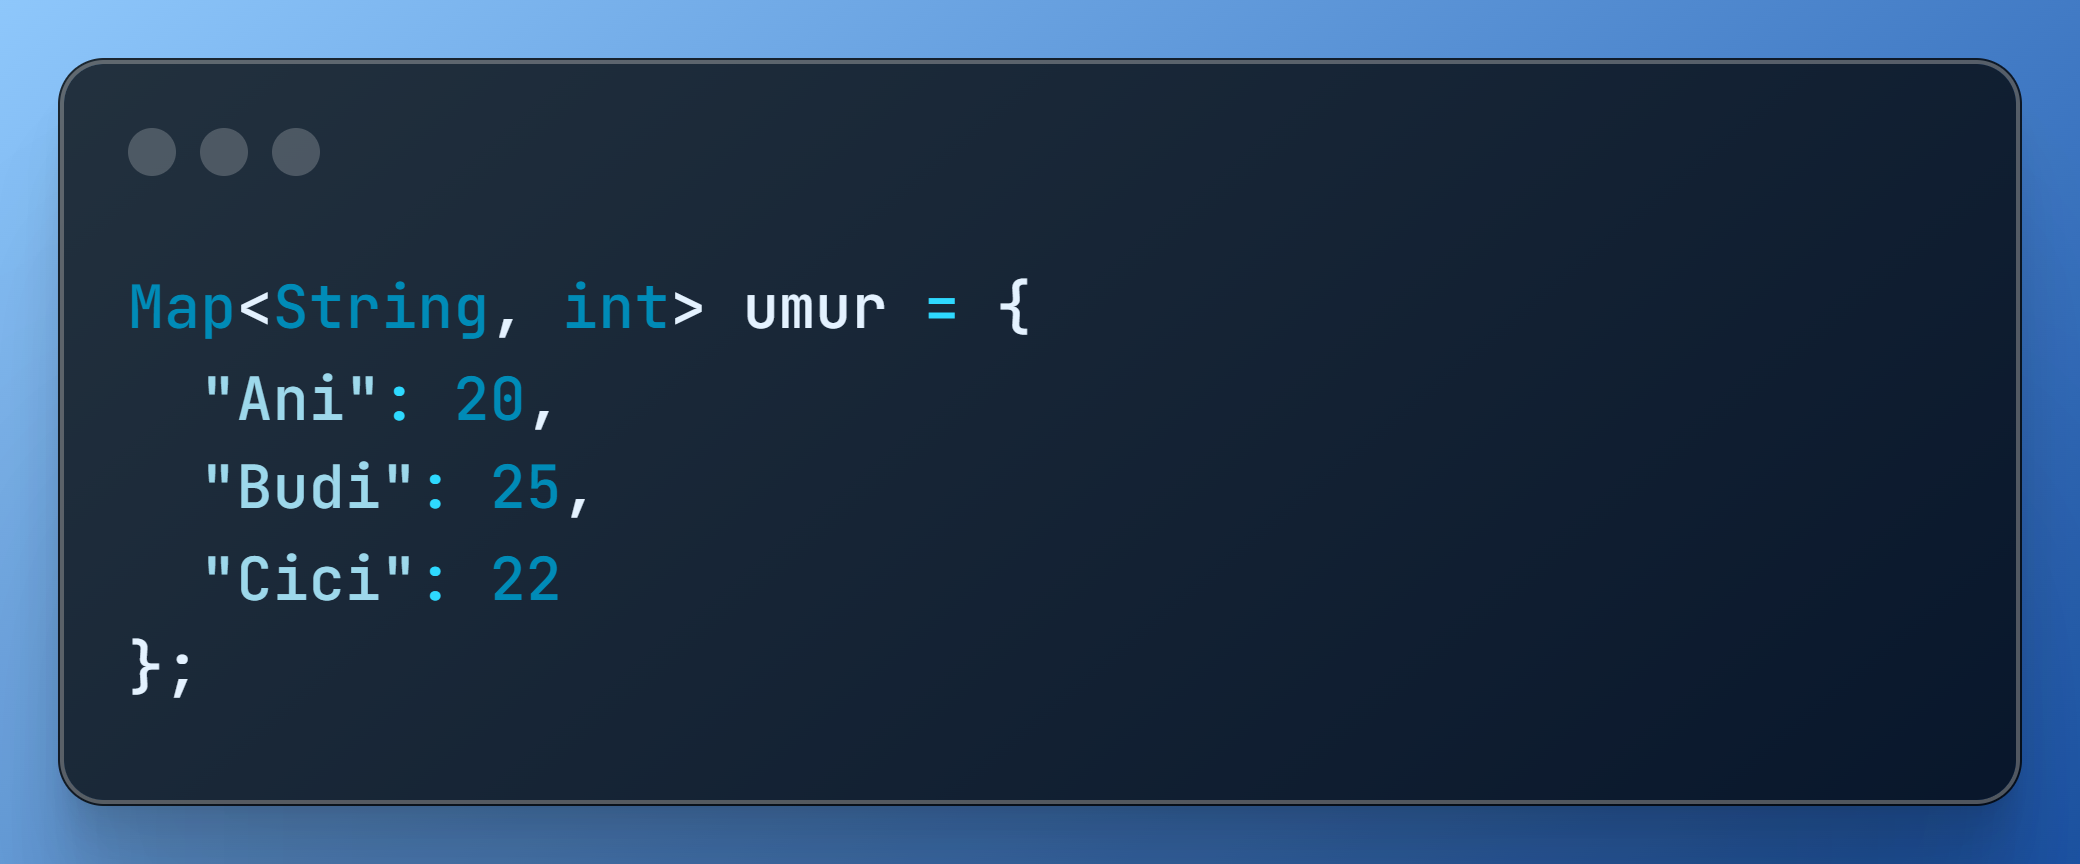 Map<String, int> umur = {
  "Ani": 20,
  "Budi": 25,
  "Cici": 22
};